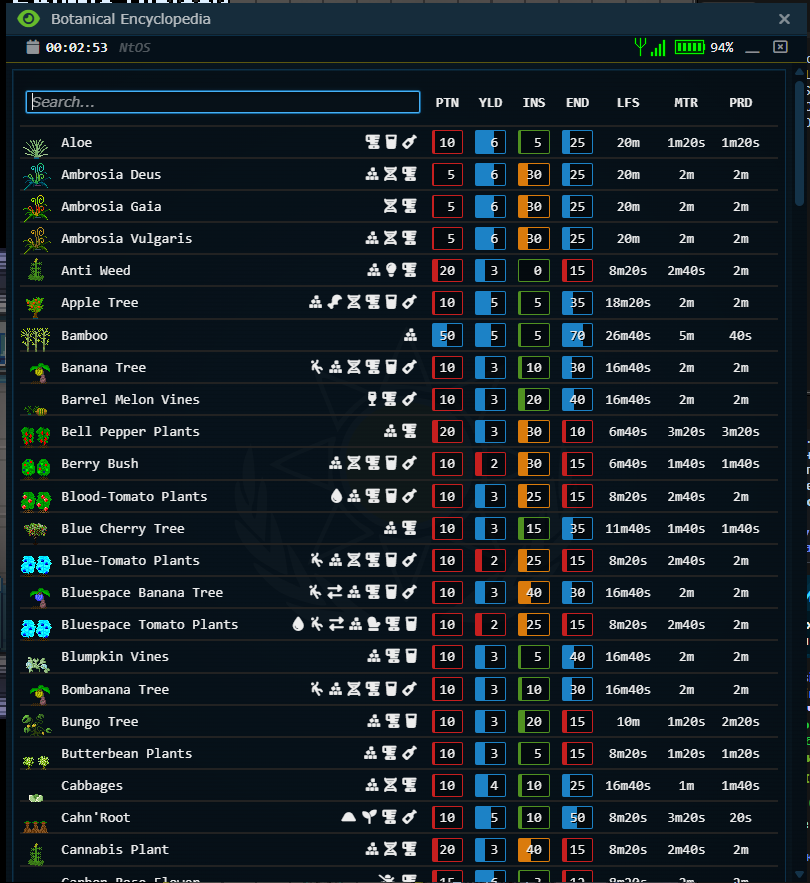 Botanical Encyclopedia
00:02:53 NtOS 94%
Search... PTN YLD INS END LFS MTR PRD
Aloe 10 6 5 25 20m 1m20s 1m20s
Ambrosia Deus 5 6 30 25 20m 2m 2m
Ambrosia Gaia 5 6 30 25 20m 2m 2m
Ambrosia Vulgaris 5 6 30 25 20m 2m 2m
Anti Weed 20 3 0 15 8m20s 2m40s 2m
Apple Tree 10 5 5 35 18m20s 2m 2m
Bamboo 50 5 5 70 26m40s 5m 40s
Banana Tree 10 3 10 30 16m40s 2m 2m
Barrel Melon Vines 10 3 20 40 16m40s 2m 2m
Bell Pepper Plants 20 3 30 10 6m40s 3m20s 3m20s
Berry Bush 10 2 30 15 6m40s 1m40s 1m40s
Blood-Tomato Plants 10 3 25 15 8m20s 2m40s 2m
Blue Cherry Tree 10 3 15 35 11m40s 1m40s 1m40s
Blue-Tomato Plants 10 2 25 15 8m20s 2m40s 2m
Bluespace Banana Tree 10 3 40 30 16m40s 2m 2m
Bluespace Tomato Plants 10 2 25 15 8m20s 2m40s 2m
Blumpkin Vines 10 3 5 40 16m40s 2m 2m
Bombanana Tree 10 3 10 30 16m40s 2m 2m
Bungo Tree 10 3 20 15 10m 1m20s 2m20s
Butterbean Plants 10 3 5 15 8m20s 1m20s 1m20s
Cabbages 10 4 10 25 16m40s 1m 1m40s
Cahn'Root 10 5 10 50 8m20s 3m20s 20s
Cannabis Plant 20 3 40 15 8m20s 2m40s 2m